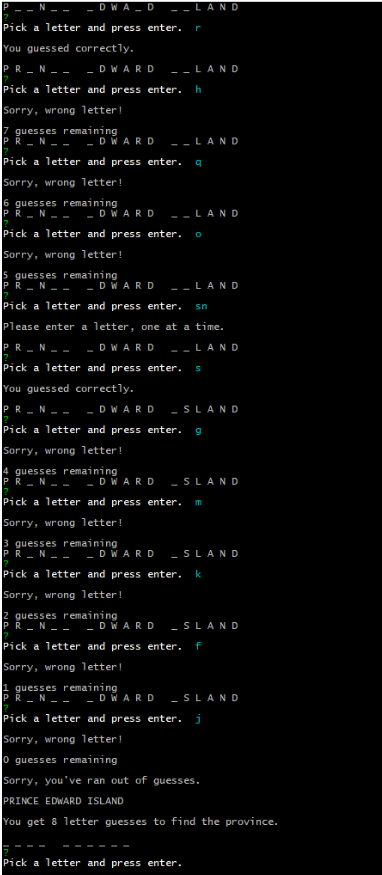 P _ _ N _ _   _ D W A _ D   _ _ L A N D
?
Pick a letter and press enter.  r
You guessed correctly.
P R _ N _ _   _ D W A R D   _ _ L A N D
?
Pick a letter and press enter.  h
Sorry, wrong letter!
7 guesses remaining
P R _ N _ _   _ D W A R D   _ _ L A N D
?
Pick a letter and press enter.  q
Sorry, wrong letter!
6 guesses remaining
P R _ N _ _   _ D W A R D   _ _ L A N D
?
Pick a letter and press enter.  o
Sorry, wrong letter!
5 guesses remaining
P R _ N _ _   _ D W A R D   _ _ L A N D
?
Pick a letter and press enter.  sn
Please enter a letter, one at a time.
P R _ N _ _   _ D W A R D   _ _ L A N D
?
Pick a letter and press enter.  s
You guessed correctly.
P R _ N _ _   _ D W A R D   _ S L A N D
?
Pick a letter and press enter.  g
Sorry, wrong letter!
4 guesses remaining
P R _ N _ _   _ D W A R D   _ S L A N D
?
Pick a letter and press enter.  m
Sorry, wrong letter!
3 guesses remaining
P R _ N _ _   _ D W A R D   _ S L A N D
?
Pick a letter and press enter.  k
Sorry, wrong letter!
2 guesses remaining
P R _ N _ _   _ D W A R D   _ S L A N D
?
Pick a letter and press enter.  f
Sorry, wrong letter!
1 guesses remaining
P R _ N _ _   _ D W A R D   _ S L A N D
?
Pick a letter and press enter.  j
Sorry, wrong letter!
0 guesses remaining
Sorry, you've ran out of guesses.
PRINCE EDWARD ISLAND
You get 8 letter guesses to find the province.
_ _ _ _   _ _ _ _ _ _
?
Pick a letter and press enter.